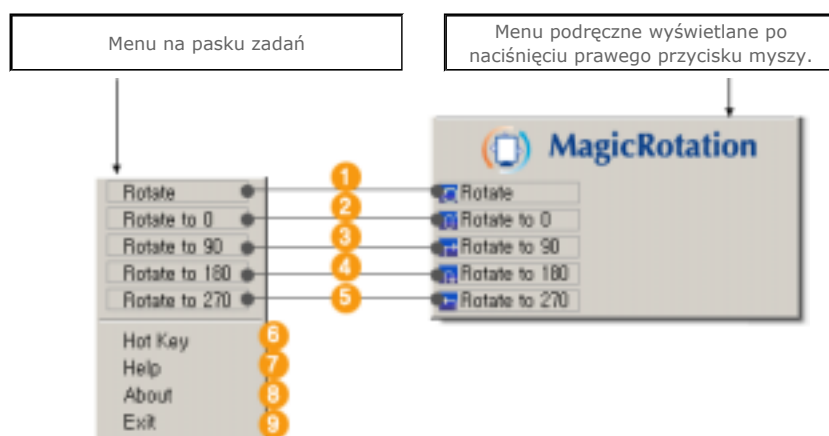 Menu na pasku zadań
Menu podręczne wyświetlane po
naciśnięciu prawego przycisku myszy.
MagicRotation
Rotate 1 Rotate
Rotate to 0 2 Rotate to 0
Rotate to 90 3 Rotate to 90
Rotate to 180 4 Rotate to 180
Rotate to 270 5 Rotate to 270
Hot Key 6
Help 7
About 8
Exit 9